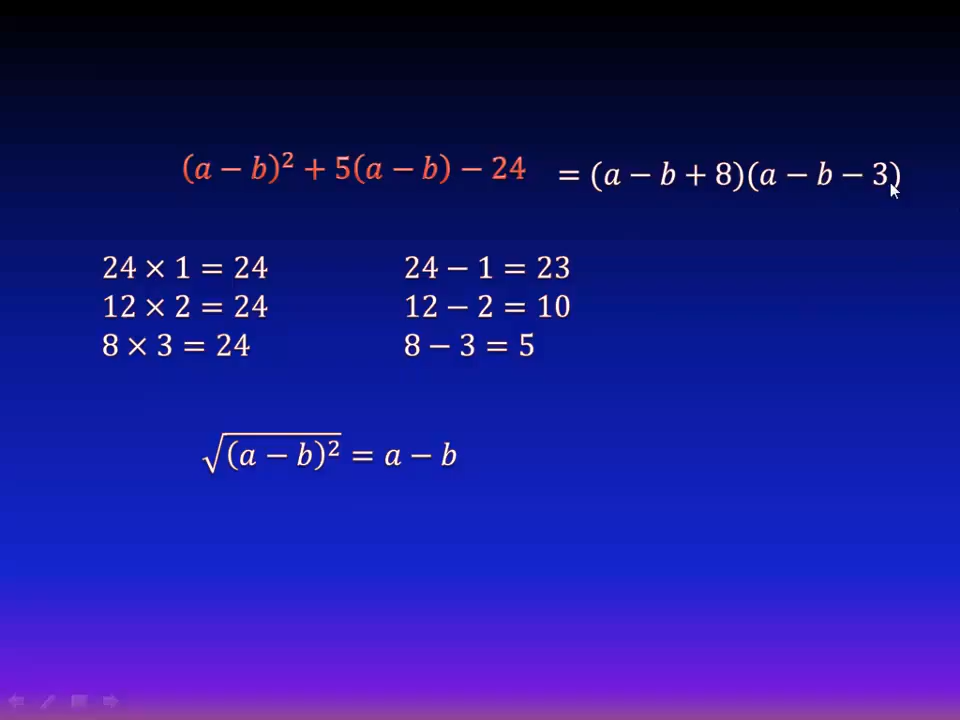 (a − b)² + 5(a − b) − 24 = (a − b + 8)(a − b − 3)
24 × 1 = 24 24 − 1 = 23
12 × 2 = 24 12 − 2 = 10
8 × 3 = 24 8 − 3 = 5
√(a − b)² = a − b